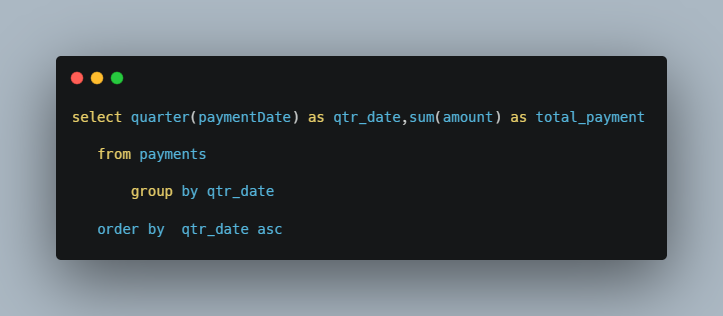 select quarter(paymentDate) as qtr_date,sum(amount) as total_payment
from payments
group by qtr_date
order by  qtr_date asc